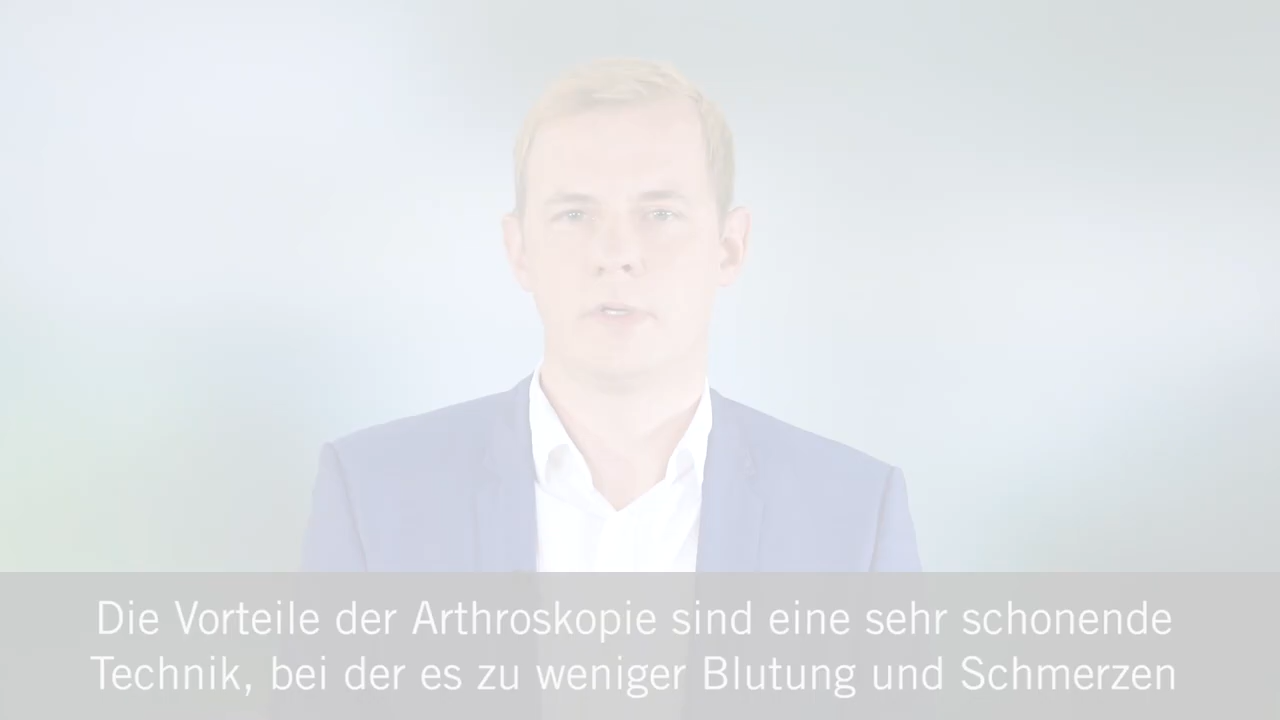 Die Vorteile der Arthroskopie sind eine sehr schonende
Technik, bei der es zu weniger Blutung und Schmerzen